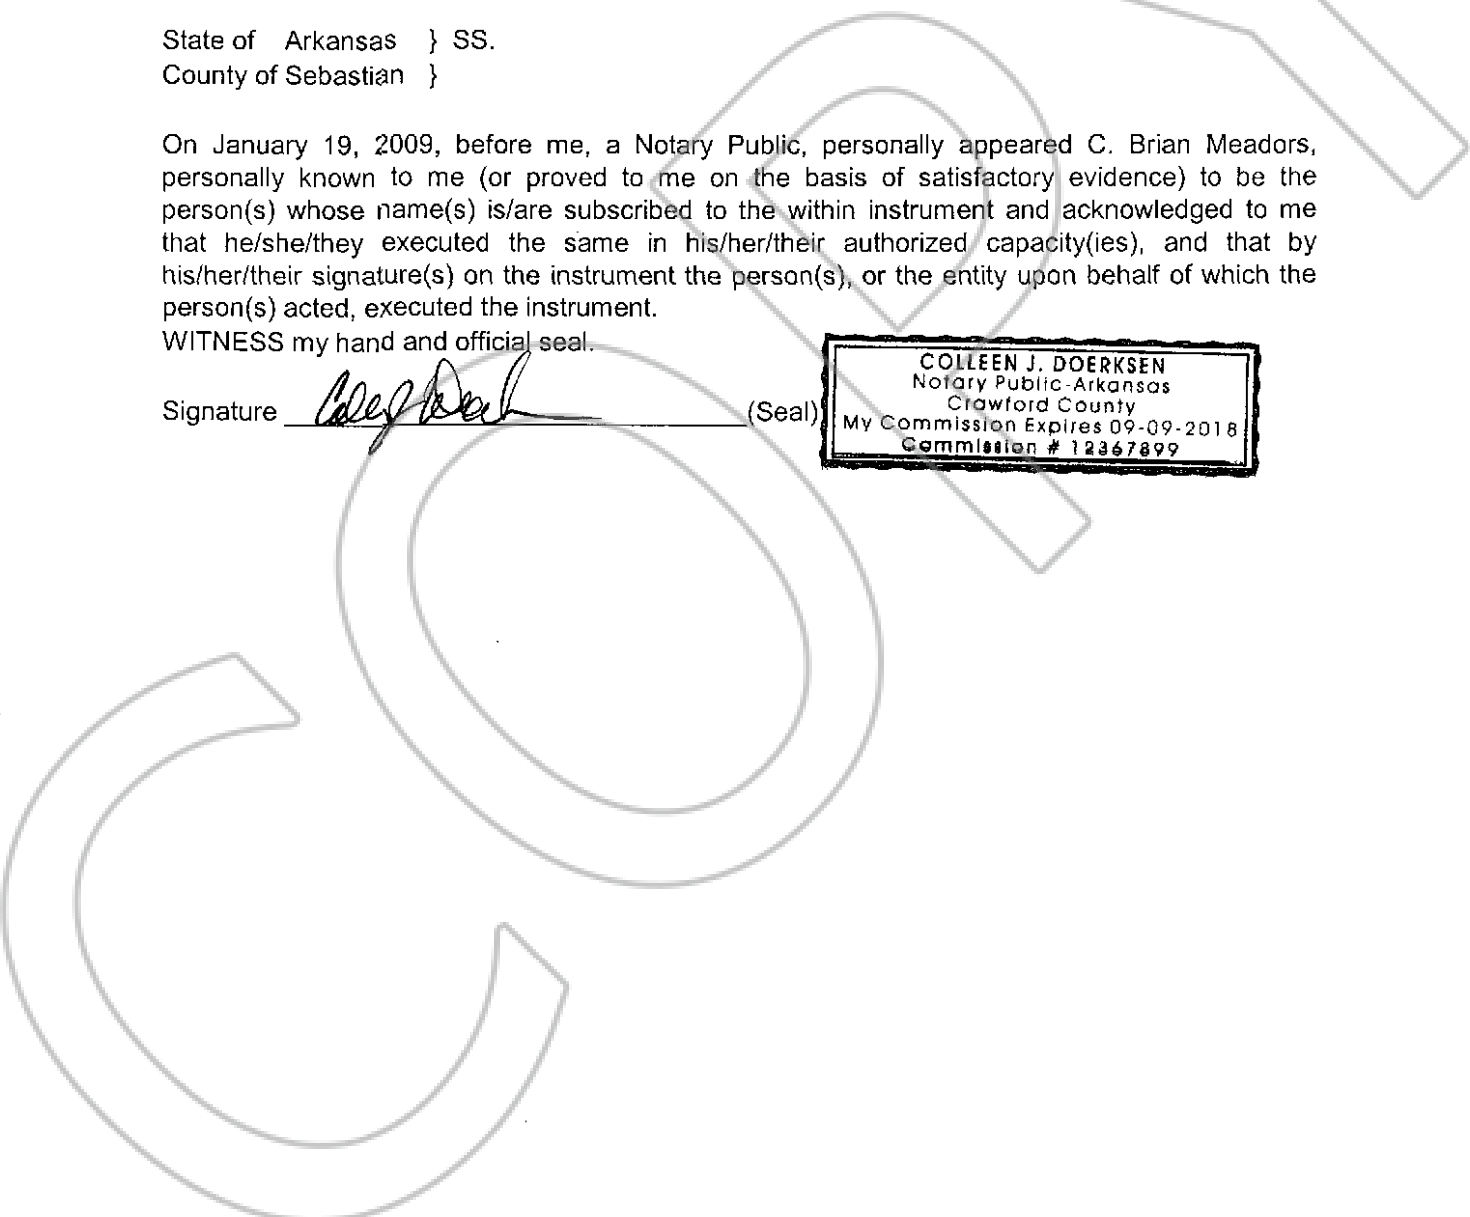 State of Arkansas } SS.
County of Sebastian }
On January 19, 2009, before me, a Notary Public, personally appeared C. Brian Meadors,
personally known to me (or proved to me on the basis of satisfactory evidence) to be the
person(s) whose name(s) is/are subscribed to the within instrument and acknowledged to me
that he/she/they executed the same in his/her/their authorized capacity(ies), and that by
his/her/their signature(s) on the instrument the person(s), or the entity upon behalf of which the
person(s) acted, executed the instrument.
WITNESS my hand and official seal.
Signature (Seal)
COLLEEN J. DOERKSEN
Notary Public-Arkansas
Crawford County
My Commission Expires 09-09-2018
Commission # 12367899
COPY